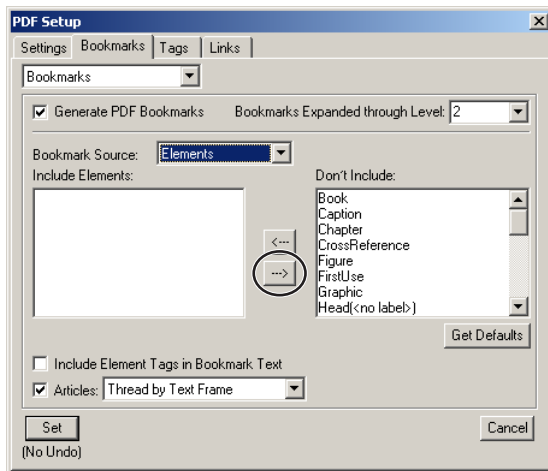 PDF Setup
Settings Bookmarks Tags Links
Bookmarks
Generate PDF Bookmarks Bookmarks Expanded through Level: 2
Bookmark Source: Elements
Include Elements: Don't Include:
Book
Caption
Chapter
<--- CrossReference
Figure
---> FirstUse
Graphic
Head(<no label>)
Get Defaults
Include Element Tags in Bookmark Text
Articles: Thread by Text Frame
Set Cancel
(No Undo)